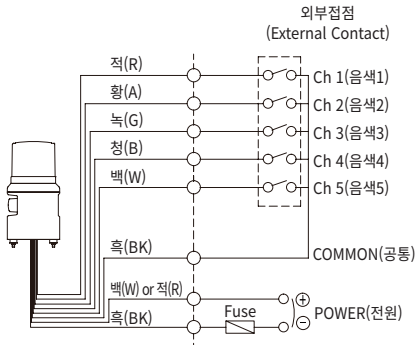 외부접점
(External Contact)
적(R)
Ch 1(음색1)
황(A)
Ch 2(음색2)
녹(G)
Ch 3(음색3)
청(B)
Ch 4(음색4)
백(W)
Ch 5(음색5)
흑(BK)
COMMON(공통)
백(W) or 적(R)
Fuse
POWER(전원)
흑(BK)